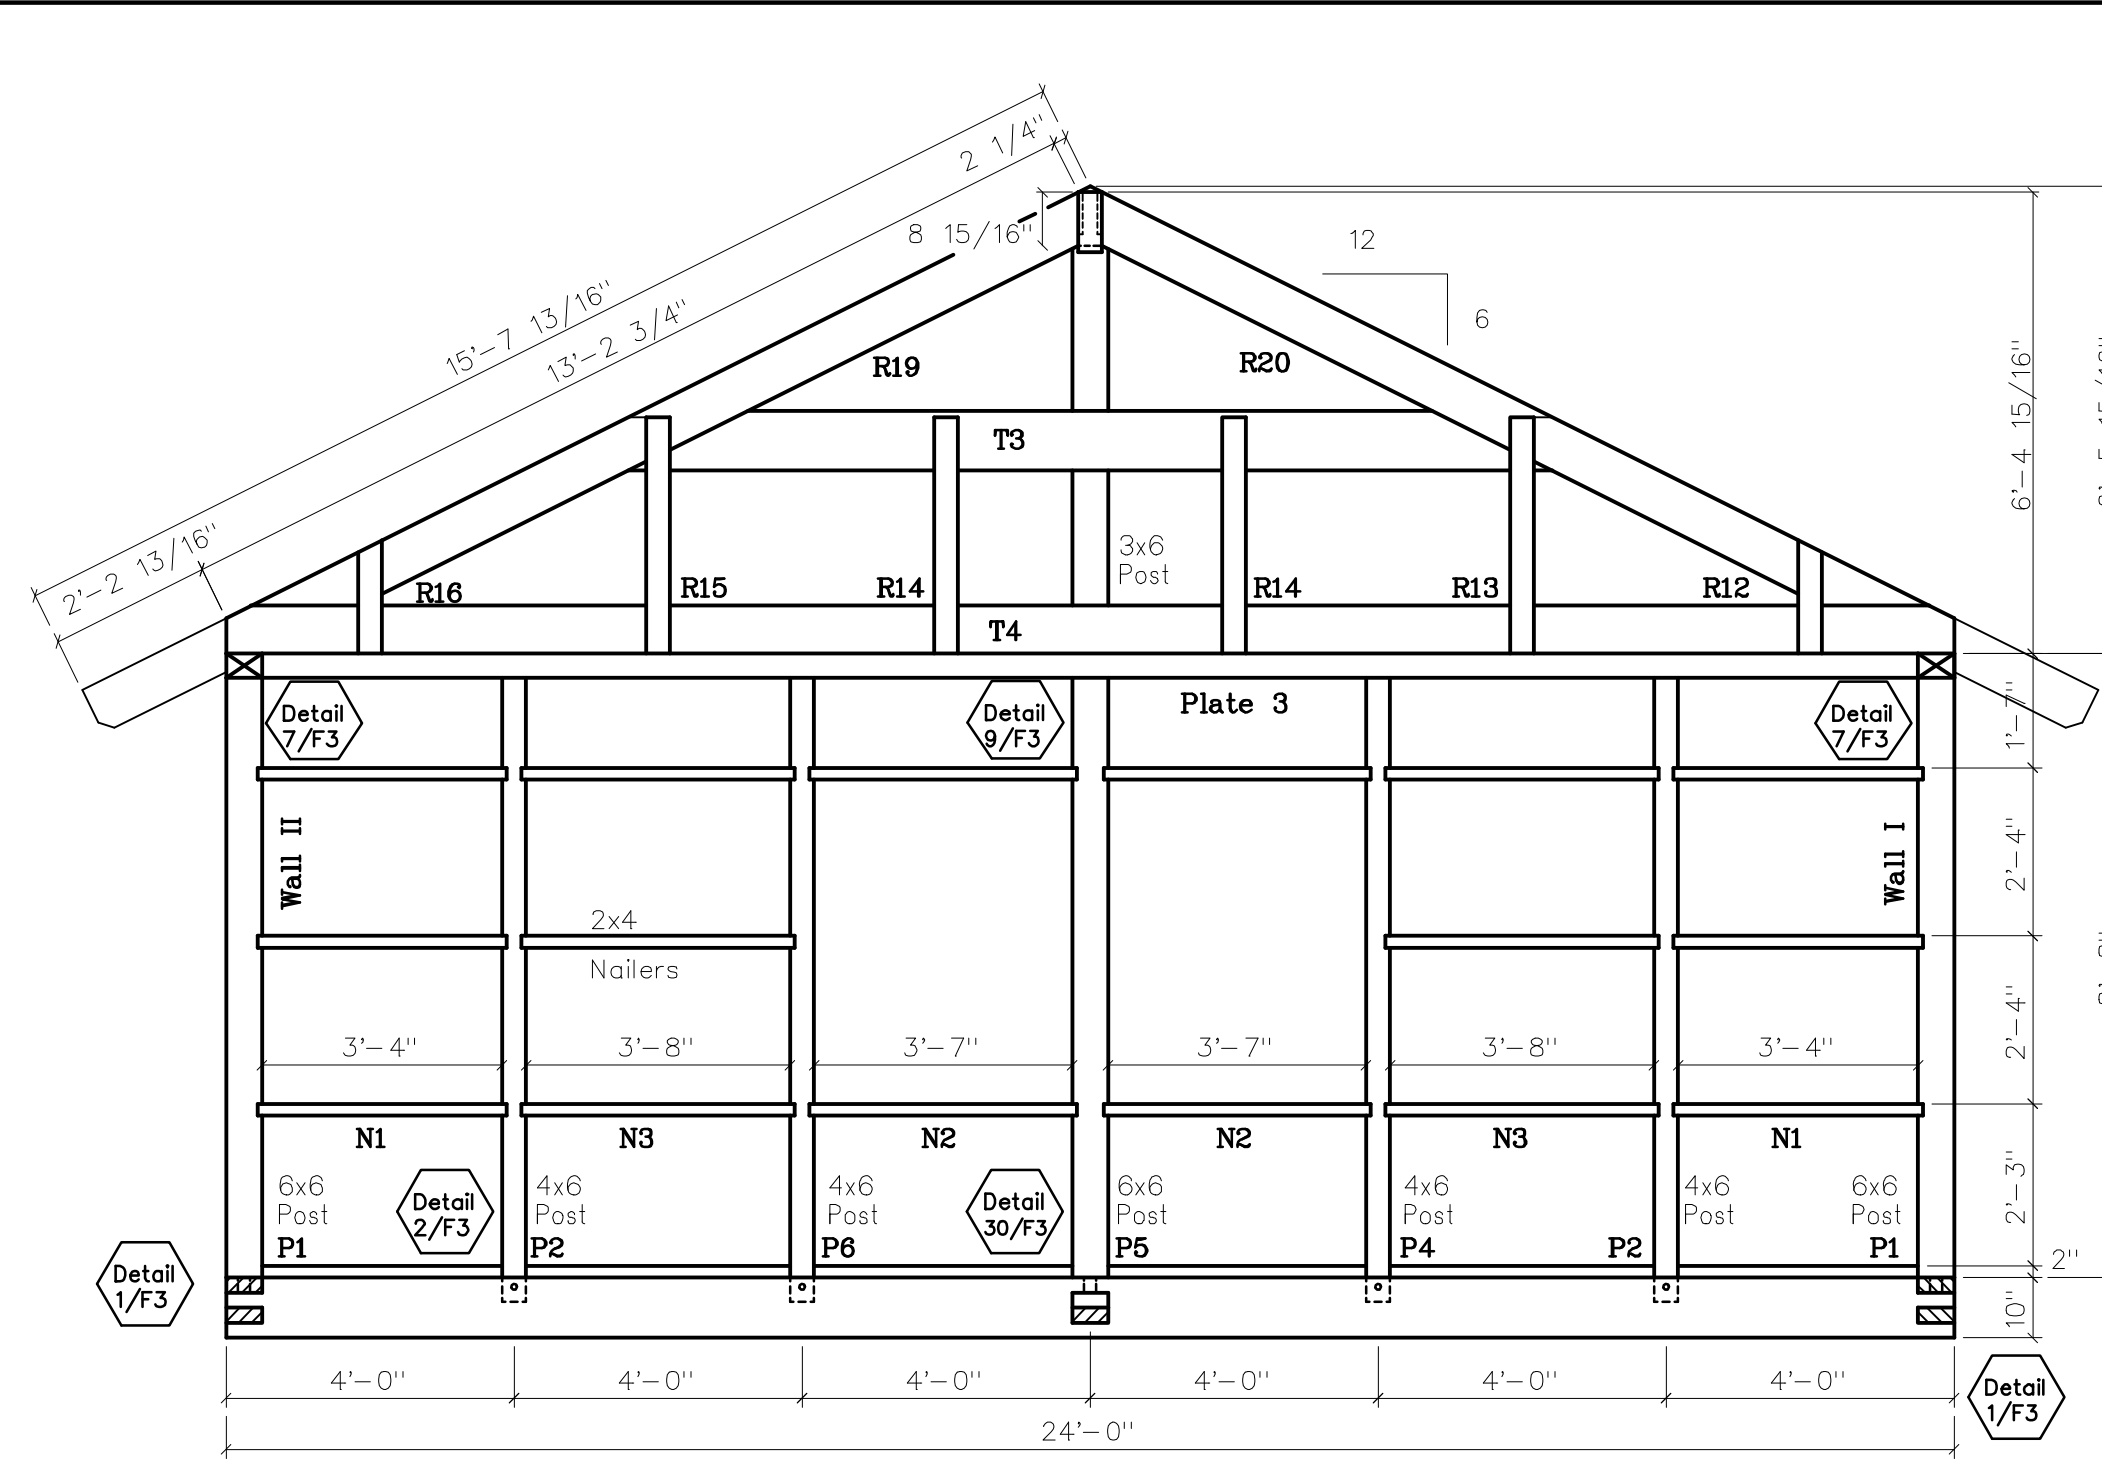 2 1/4"
8 15/16"
12
6
15'-7 13/16"
13'-2 3/4"
2'-2 13/16"
R19
R20
6'-4 15/16"
T3
3x6
Post
R16
R15
R14
R14
R13
R12
T4
Detail
7/F3
Detail
9/F3
Plate 3
Detail
7/F3
1'-7"
Wall II
Wall I
2'-4"
2x4
Nailers
2'-4"
3'-4"
3'-8"
3'-7"
3'-7"
3'-8"
3'-4"
N1
N3
N2
N2
N3
N1
6x6
Post
P1
Detail
2/F3
4x6
Post
P2
4x6
Post
P6
Detail
30/F3
6x6
Post
P5
4x6
Post
P4
P2
4x6
Post
6x6
Post
P1
2'-3"
2"
10"
Detail
1/F3
4'-0"
4'-0"
4'-0"
4'-0"
4'-0"
4'-0"
Detail
1/F3
24'-0"